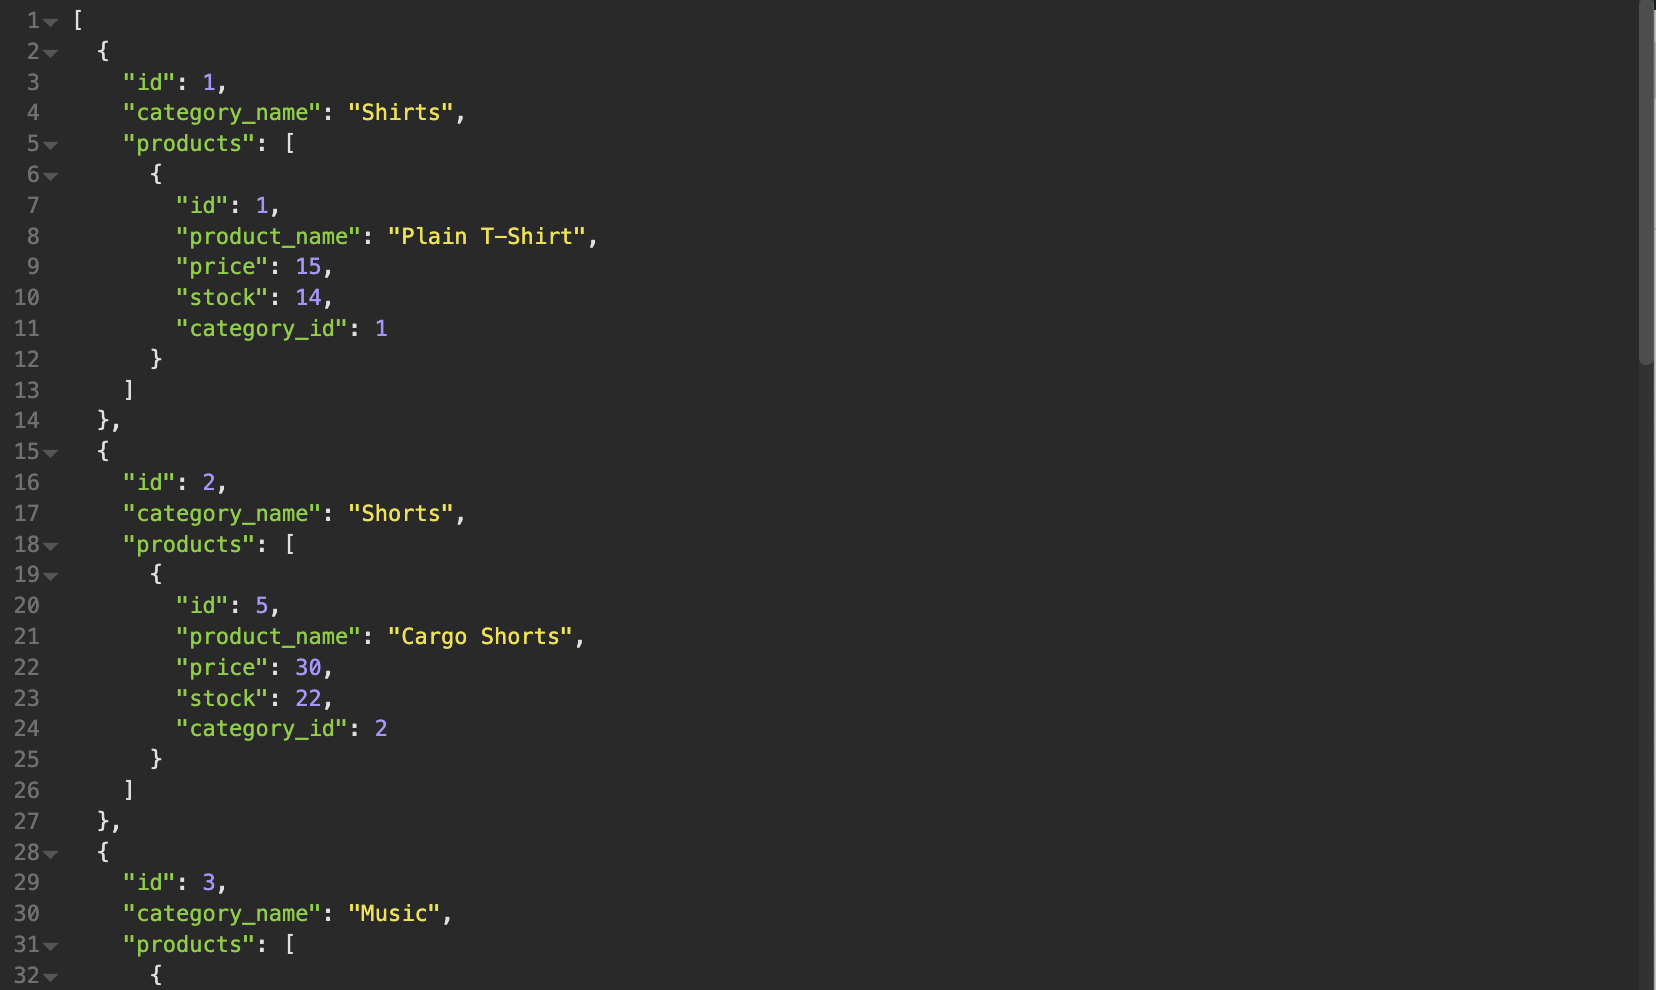 1 [
2   {
3     "id": 1,
4     "category_name": "Shirts",
5     "products": [
6       {
7         "id": 1,
8         "product_name": "Plain T-Shirt",
9         "price": 15,
10         "stock": 14,
11         "category_id": 1
12       }
13     ]
14   },
15   {
16     "id": 2,
17     "category_name": "Shorts",
18     "products": [
19       {
20         "id": 5,
21         "product_name": "Cargo Shorts",
22         "price": 30,
23         "stock": 22,
24         "category_id": 2
25       }
26     ]
27   },
28   {
29     "id": 3,
30     "category_name": "Music",
31     "products": [
32       {